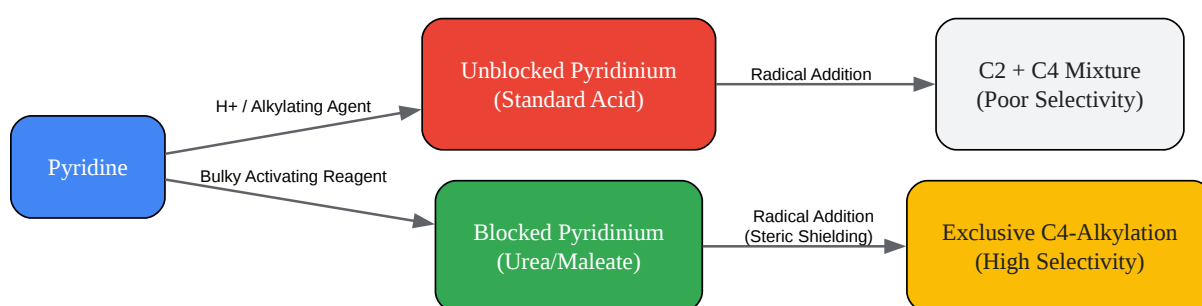 Pyridine
H+ / Alkylating Agent
Bulky Activating Reagent
Unblocked Pyridinium
(Standard Acid)
Radical Addition
C2 + C4 Mixture
(Poor Selectivity)
Blocked Pyridinium
(Urea/Maleate)
Radical Addition
(Steric Shielding)
Exclusive C4-Alkylation
(High Selectivity)